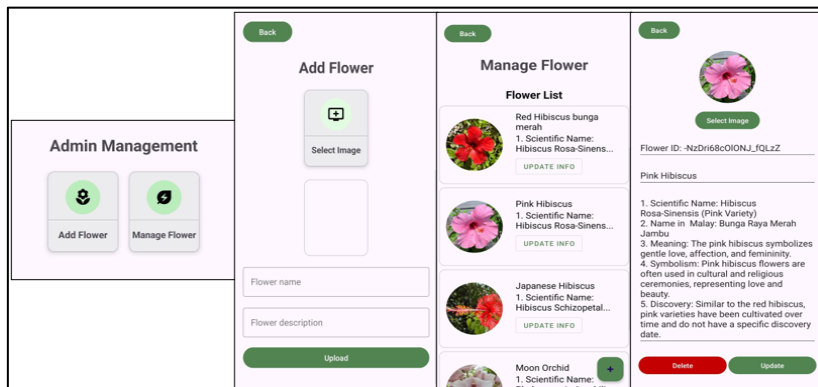 Admin Management
Add Flower
Manage Flower
Back
Add Flower
Select Image
Flower name
Flower description
Upload
Back
Manage Flower
Flower List
Red Hibiscus bunga
merah
1. Scientific Name:
Hibiscus Rosa-Sinens...
UPDATE INFO
Pink Hibiscus
1. Scientific Name:
Hibiscus Rosa-Sinens...
UPDATE INFO
Japanese Hibiscus
1. Scientific Name:
Hibiscus Schizopetal...
UPDATE INFO
Moon Orchid
1. Scientific Name:
+
Back
Select Image
Flower ID: -NzDri68cOlONJ_fQLzZ
Pink Hibiscus
1. Scientific Name: Hibiscus
Rosa-Sinensis (Pink Variety)
2. Name in Malay: Bunga Raya Merah
Jambu
3. Meaning: The pink hibiscus symbolizes
gentle love, affection, and femininity.
4. Symbolism: Pink hibiscus flowers are
often used in cultural and religious
ceremonies, representing love and
beauty.
5. Discovery: Similar to the red hibiscus,
pink varieties have been cultivated over
time and do not have a specific discovery
date.
Delete
Update